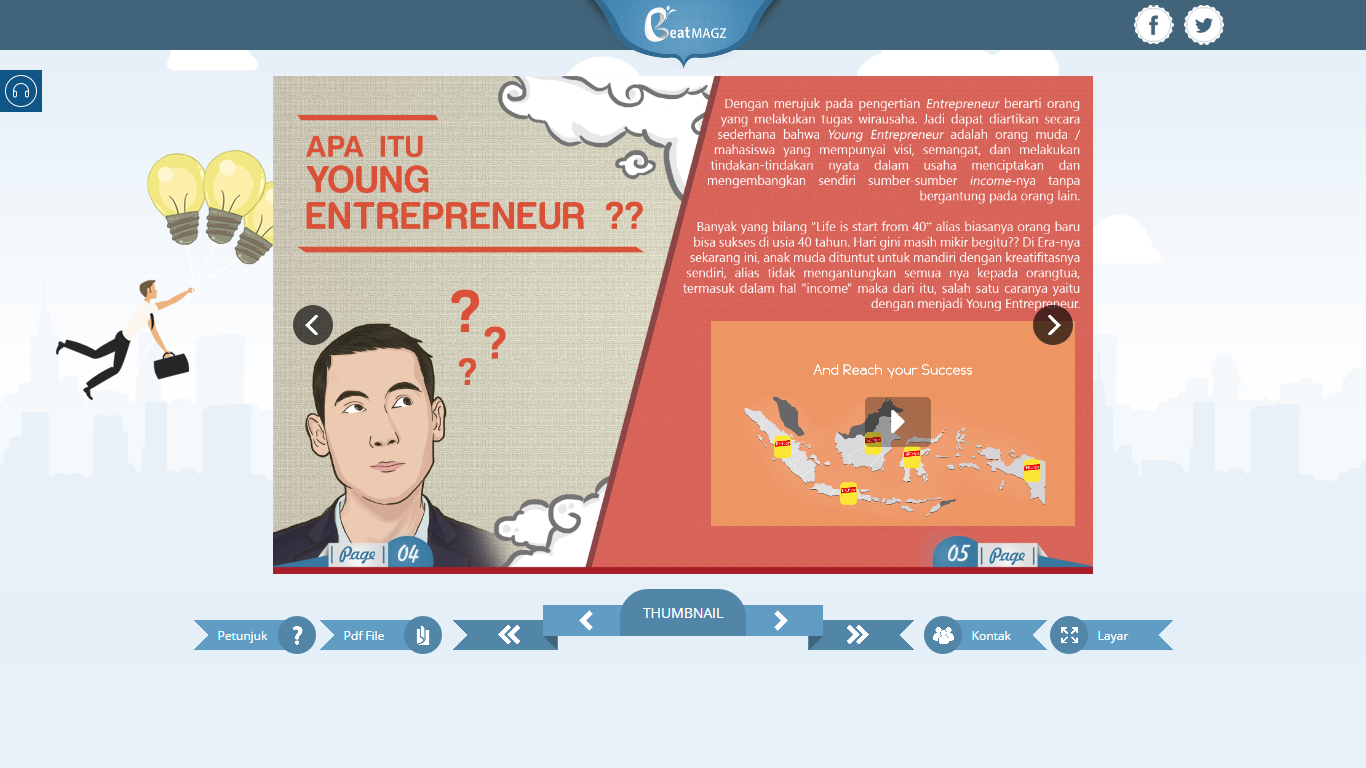 BeatMAGZ
APA ITU
YOUNG
ENTREPRENEUR ??
?
?
?
| Page | 04
Dengan merujuk pada pengertian Entrepreneur berarti orang
yang melakukan tugas wirausaha. Jadi dapat diartikan secara
sederhana bahwa Young Entrepreneur adalah orang muda /
mahasiswa yang mempunyai visi, semangat, dan melakukan
tindakan-tindakan nyata dalam usaha menciptakan dan
mengembangkan sendiri sumber-sumber income-nya tanpa
bergantung pada orang lain.
Banyak yang bilang "Life is start from 40" alias biasanya orang baru
bisa sukses di usia 40 tahun. Hari gini masih mikir begitu?? Di Era-nya
sekarang ini, anak muda dituntut untuk mandiri dengan kreatifitasnya
sendiri, alias tidak mengantungkan semua nya kepada orangtua,
termasuk dalam hal "income" maka dari itu, salah satu caranya yaitu
dengan menjadi Young Entrepreneur.
And Reach your Success
05 | Page |
Petunjuk ?
Pdf File
THUMBNAIL
Kontak
Layar